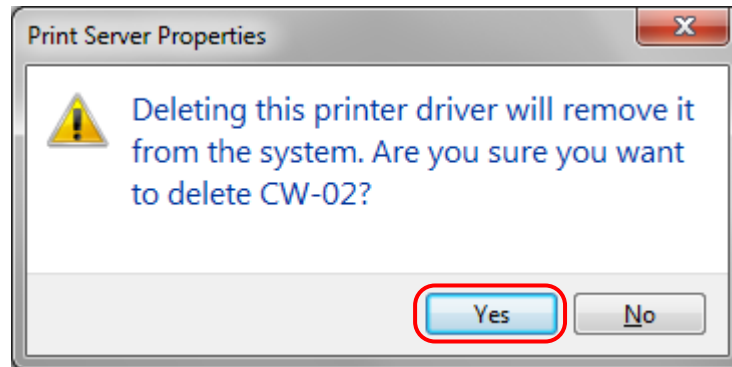 Print Server Properties
Deleting this printer driver will remove it
from the system. Are you sure you want
to delete CW-02?
Yes
No